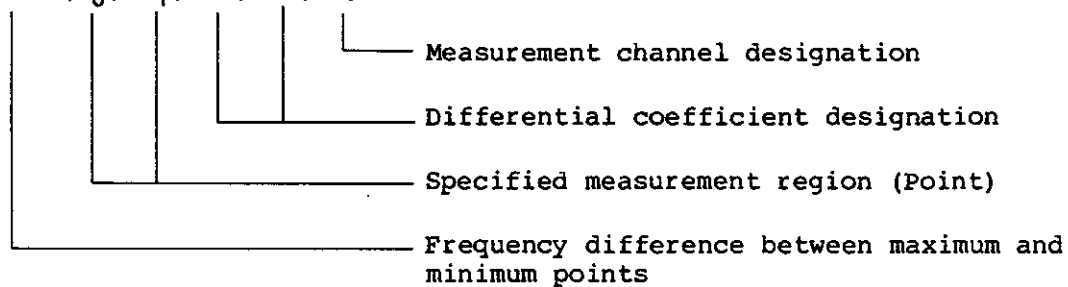 Measurement channel designation
Differential coefficient designation
Specified measurement region (Point)
Frequency difference between maximum and
minimum points